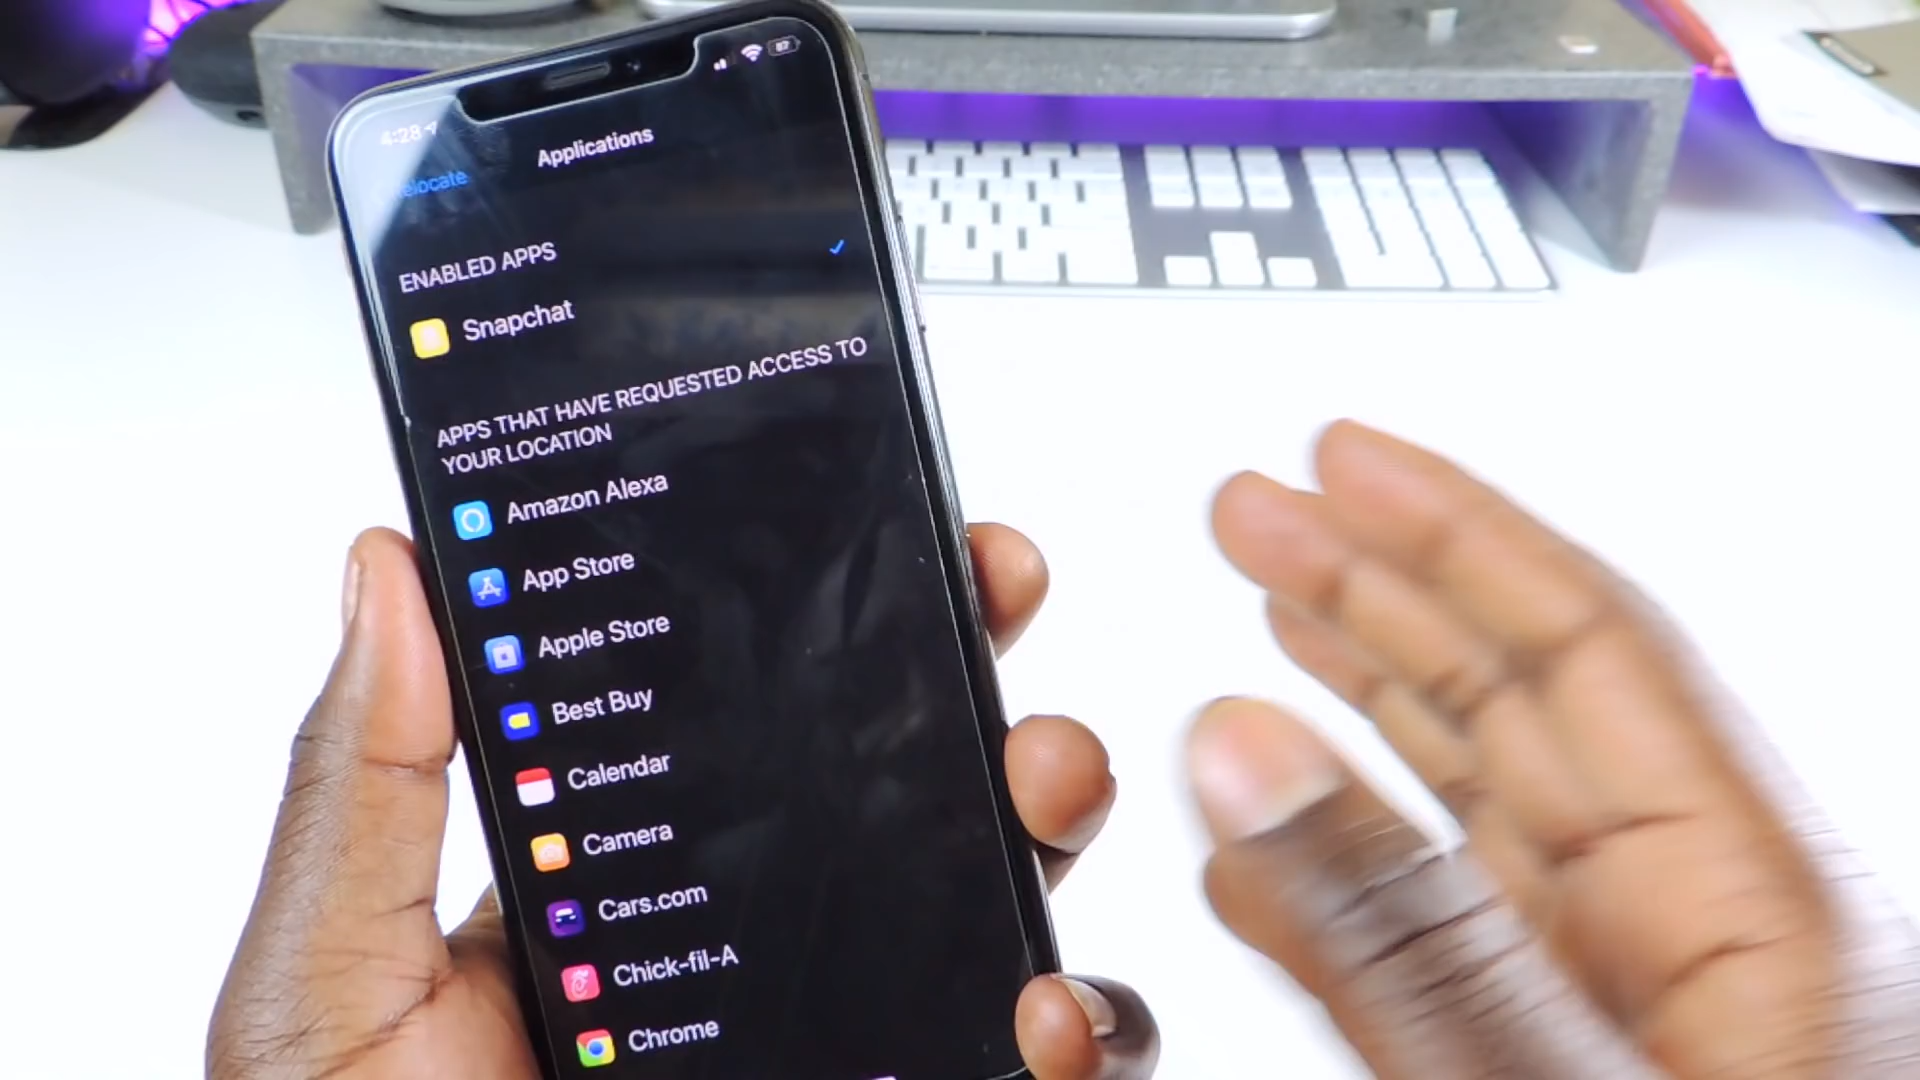 4:28
87
Applications
elocate
ENABLED APPS
Snapchat
APPS THAT HAVE REQUESTED ACCESS TO
YOUR LOCATION
Amazon Alexa
App Store
Apple Store
Best Buy
Calendar
Camera
Cars.com
Chick-fil-A
Chrome